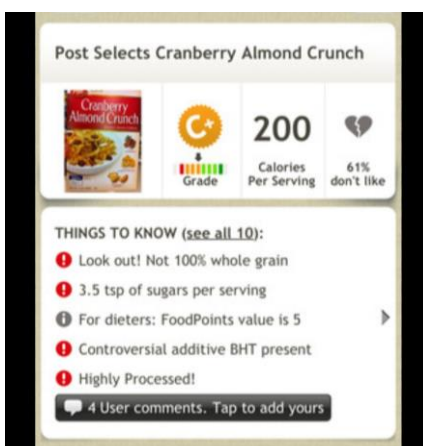 Post Selects Cranberry Almond Crunch
Cranberry
Almond Crunch
C+
Grade
200
Calories
Per Serving
61%
don't like
THINGS TO KNOW (see all 10):
Look out! Not 100% whole grain
3.5 tsp of sugars per serving
For dieters: FoodPoints value is 5
Controversial additive BHT present
Highly Processed!
4 User comments. Tap to add yours